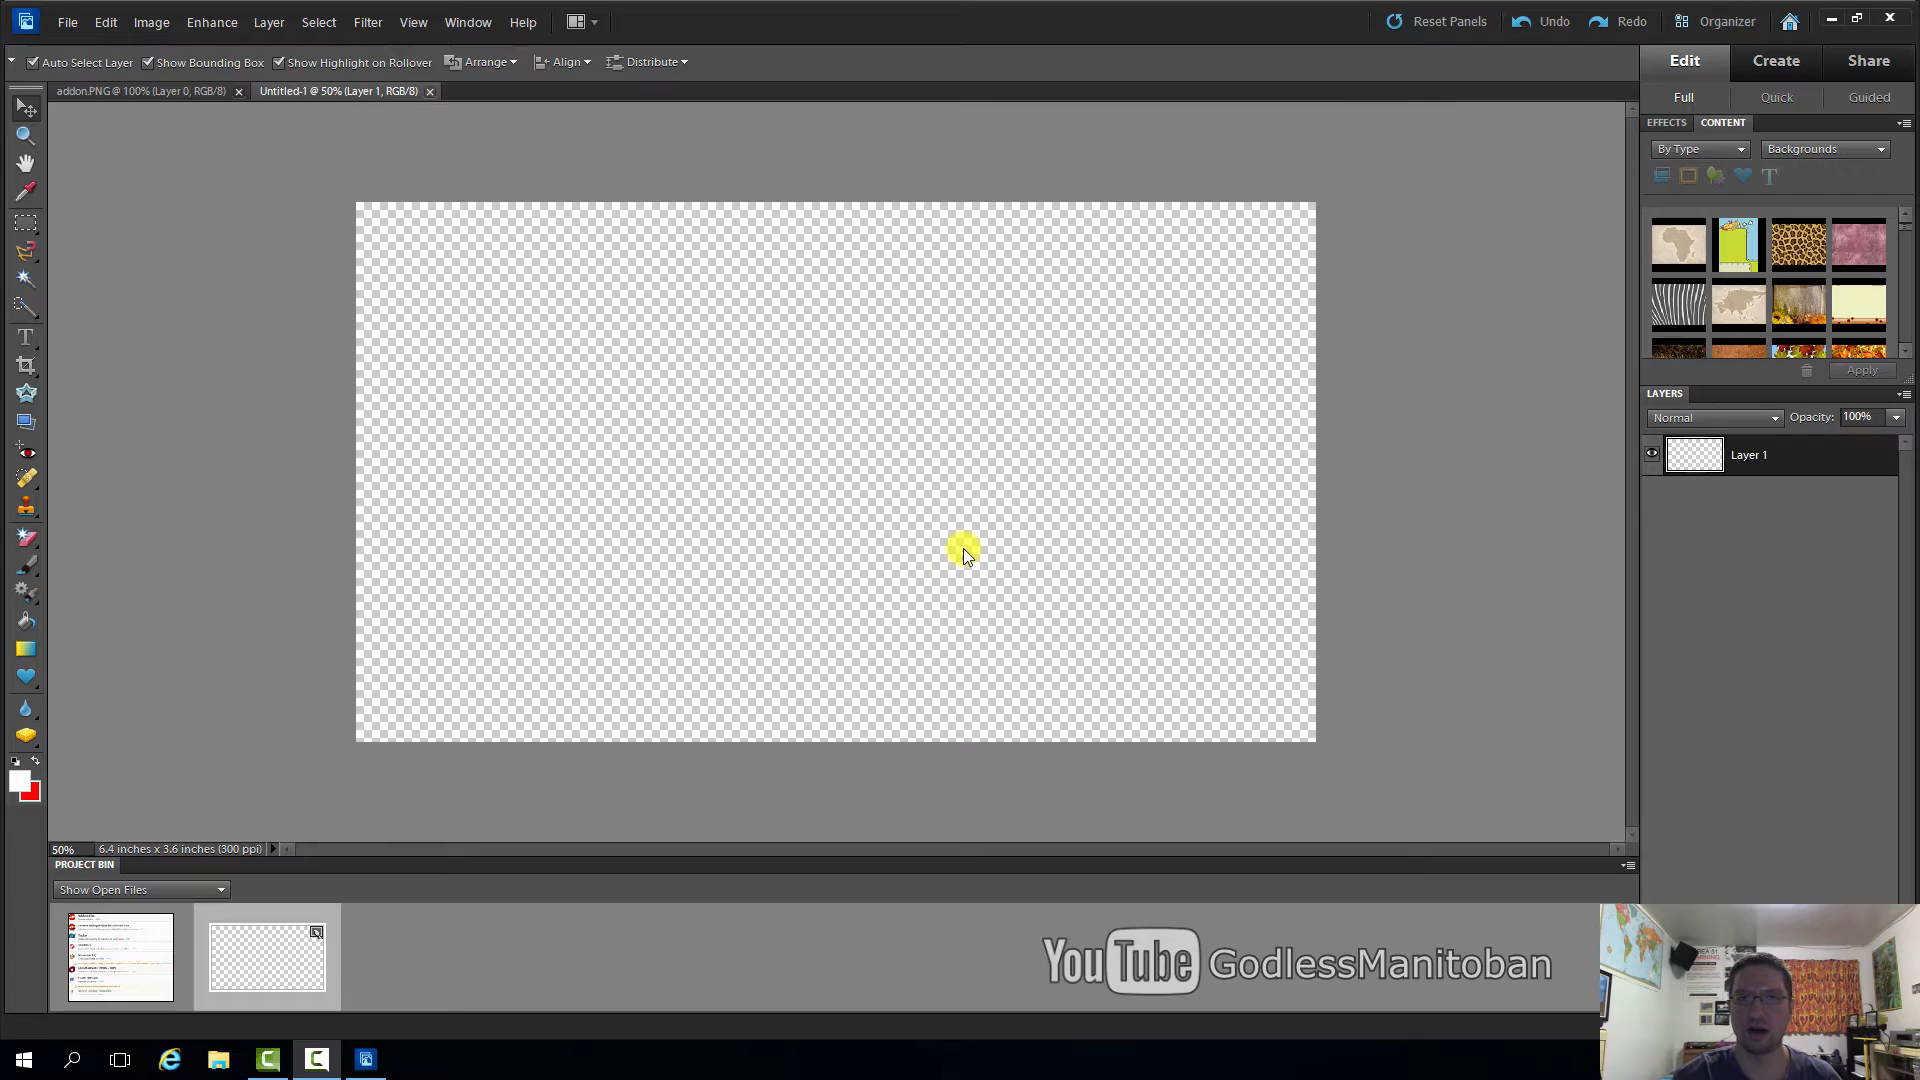 File Edit Image Enhance Layer Select Filter View Window Help
Reset Panels Undo Redo Organizer
Auto Select Layer Show Bounding Box Show Highlight on Rollover Arrange Align Distribute
Edit Create Share
addon.PNG @ 100% (Layer 0, RGB/8) Untitled-1 @ 50% (Layer 1, RGB/8)
Full Quick Guided
EFFECTS CONTENT
By Type Backgrounds
Apply
LAYERS
Normal Opacity: 100%
Layer 1
50% 6.4 inches x 3.6 inches (300 ppi)
PROJECT BIN
Show Open Files
YouTube GodlessManitoban
AREA 51
WARNING